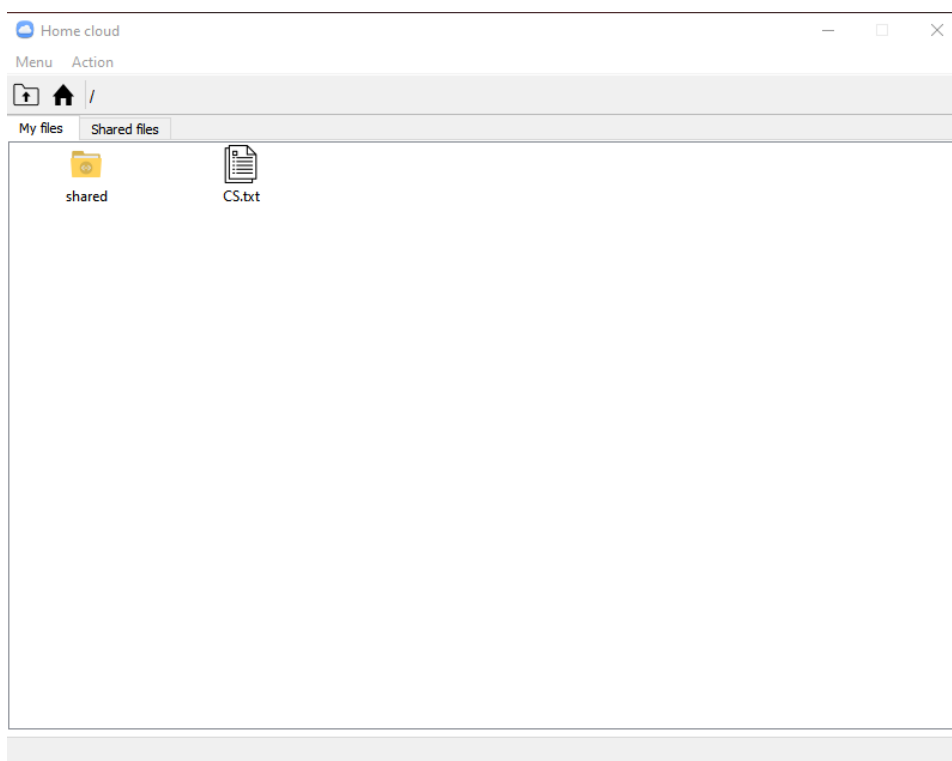 Home cloud
Menu Action
/
My files Shared files
shared CS.txt